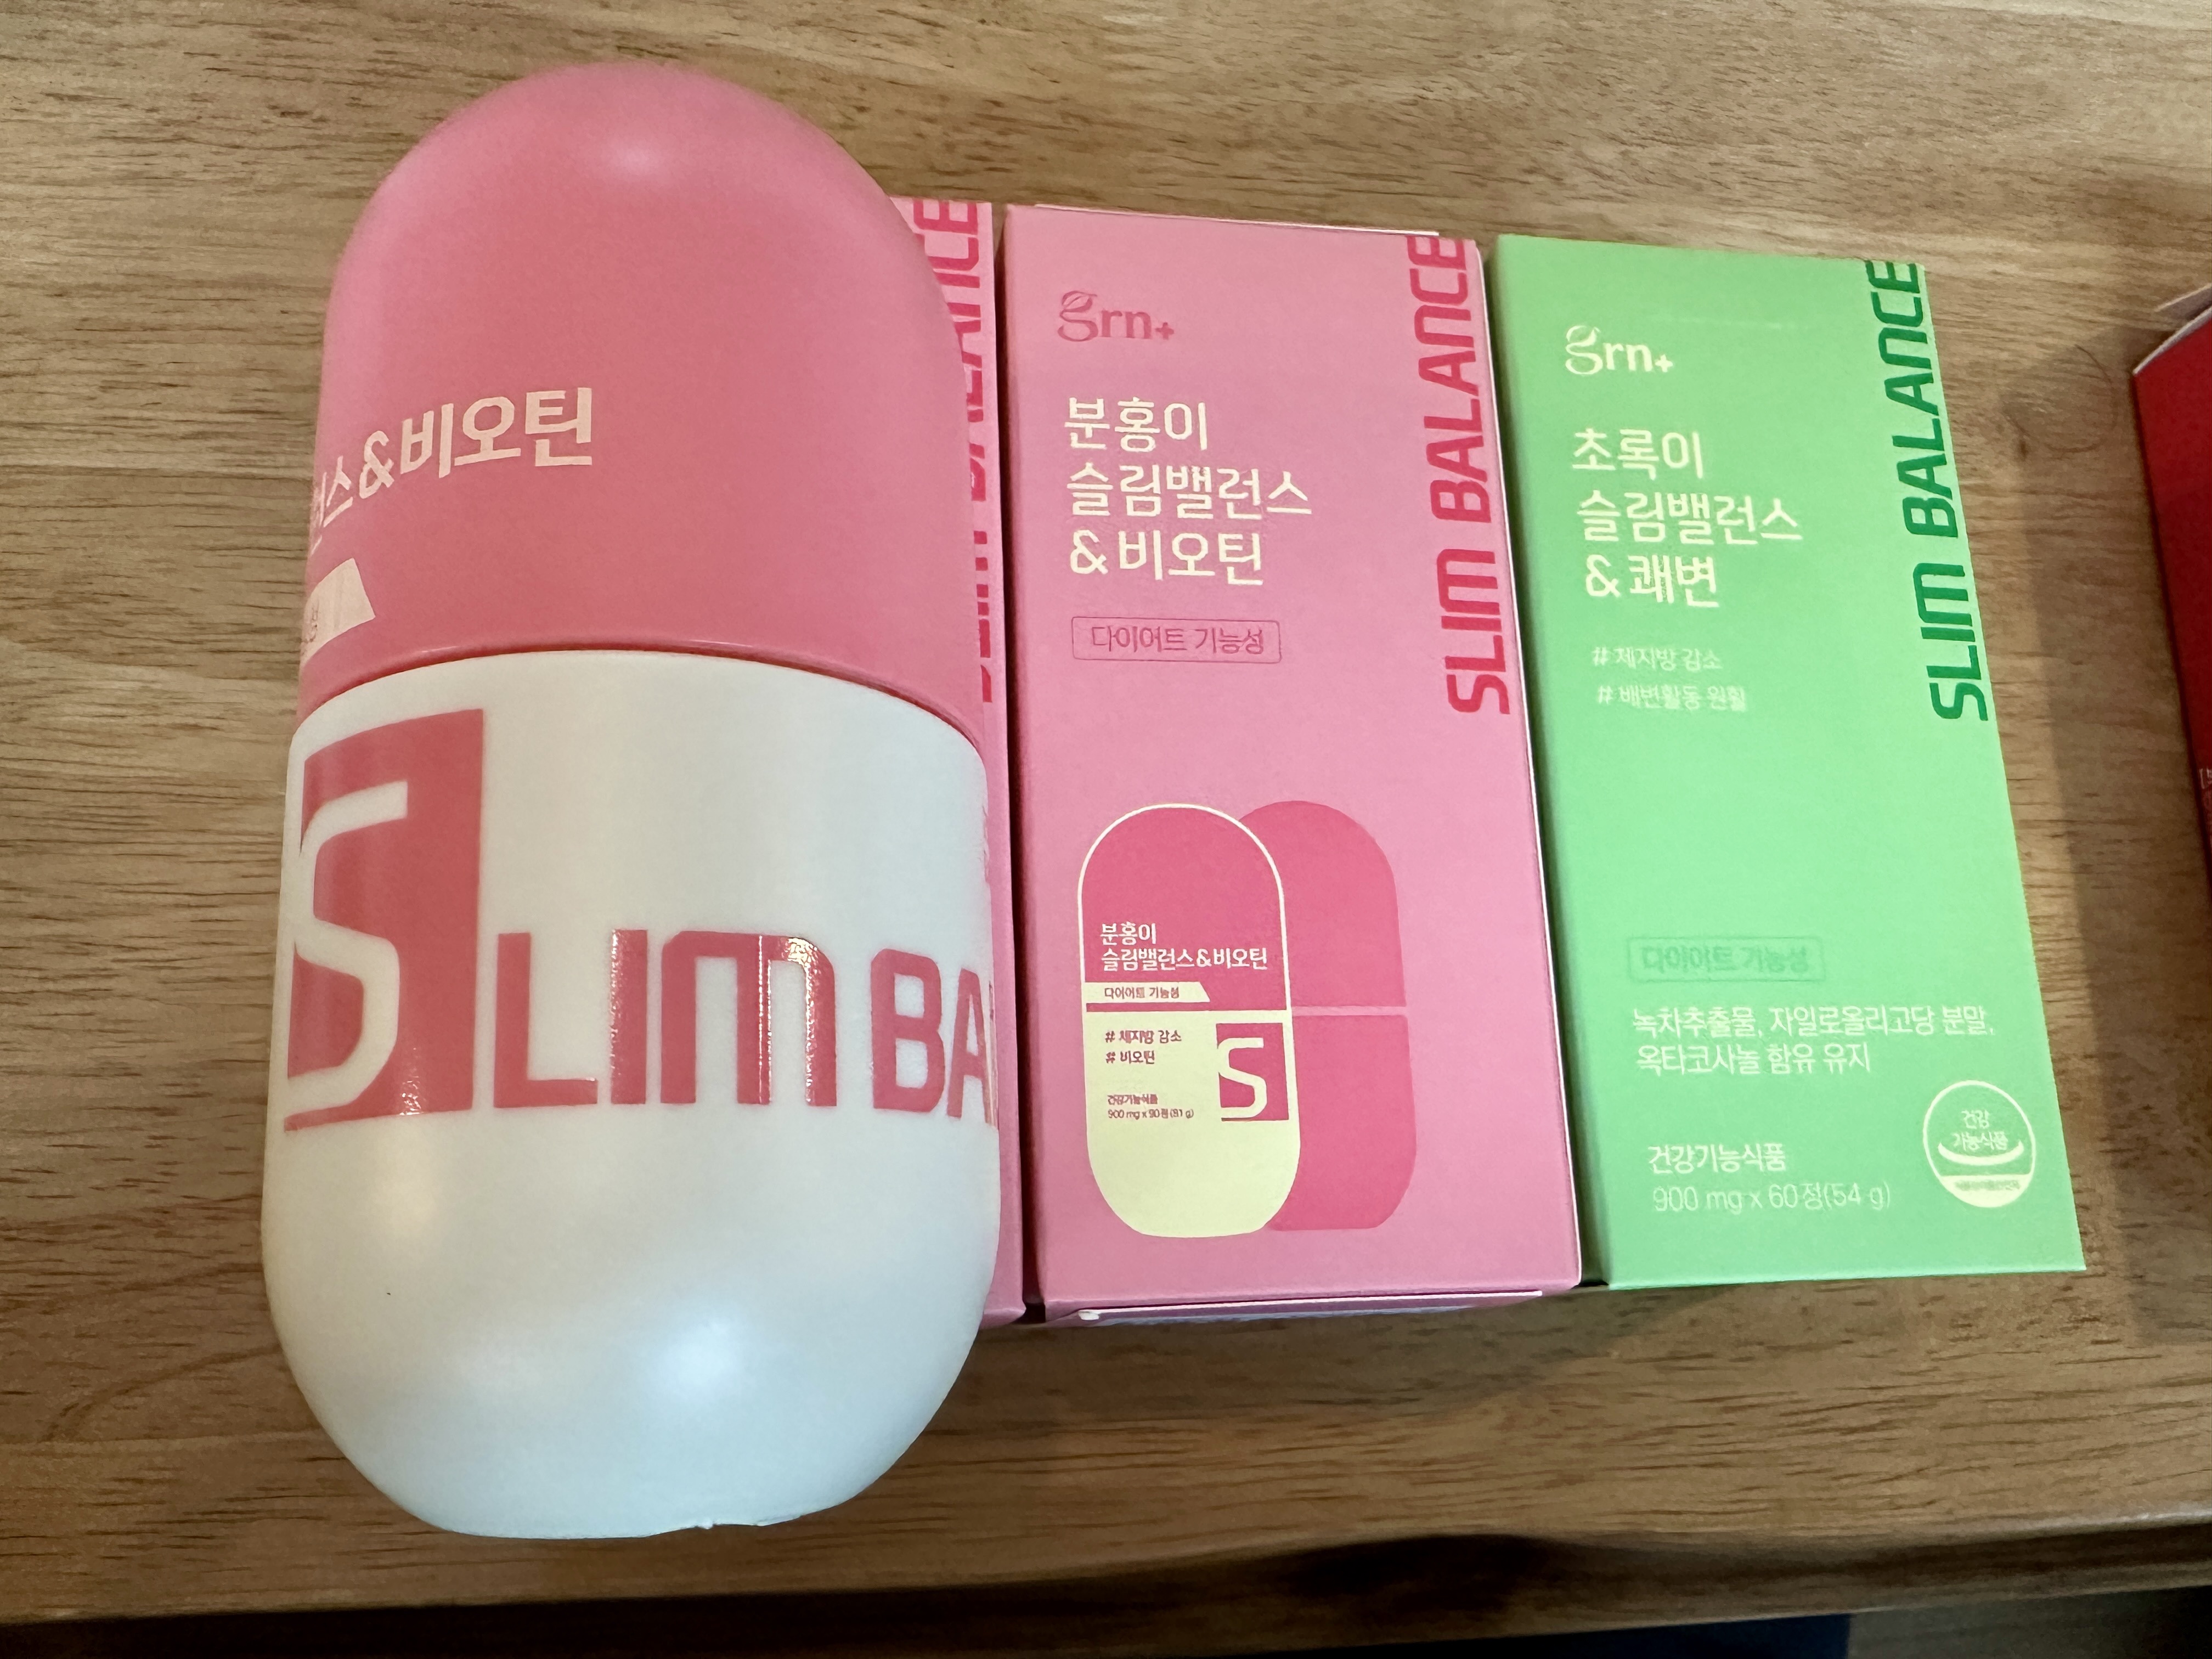 &비오틴
SLIM BA
SLIM BALANCE
grn+
분홍이
슬림밸런스
&비오틴
다이어트 기능성
SLIM BALANCE
분홍이
슬림밸런스&비오틴
다이어트 기능성
# 체지방 감소
# 비오틴
S
건강기능식품
900 mg x 90정(81 g)
grn+
초록이
슬림밸런스
&쾌변
# 체지방 감소
# 배변활동 원활
SLIM BALANCE
다이어트 기능성
녹차추출물, 자일로올리고당 분말,
옥타코사놀 함유 유지
건강기능식품
900 mg x 60정(54 g)
건강
기능식품